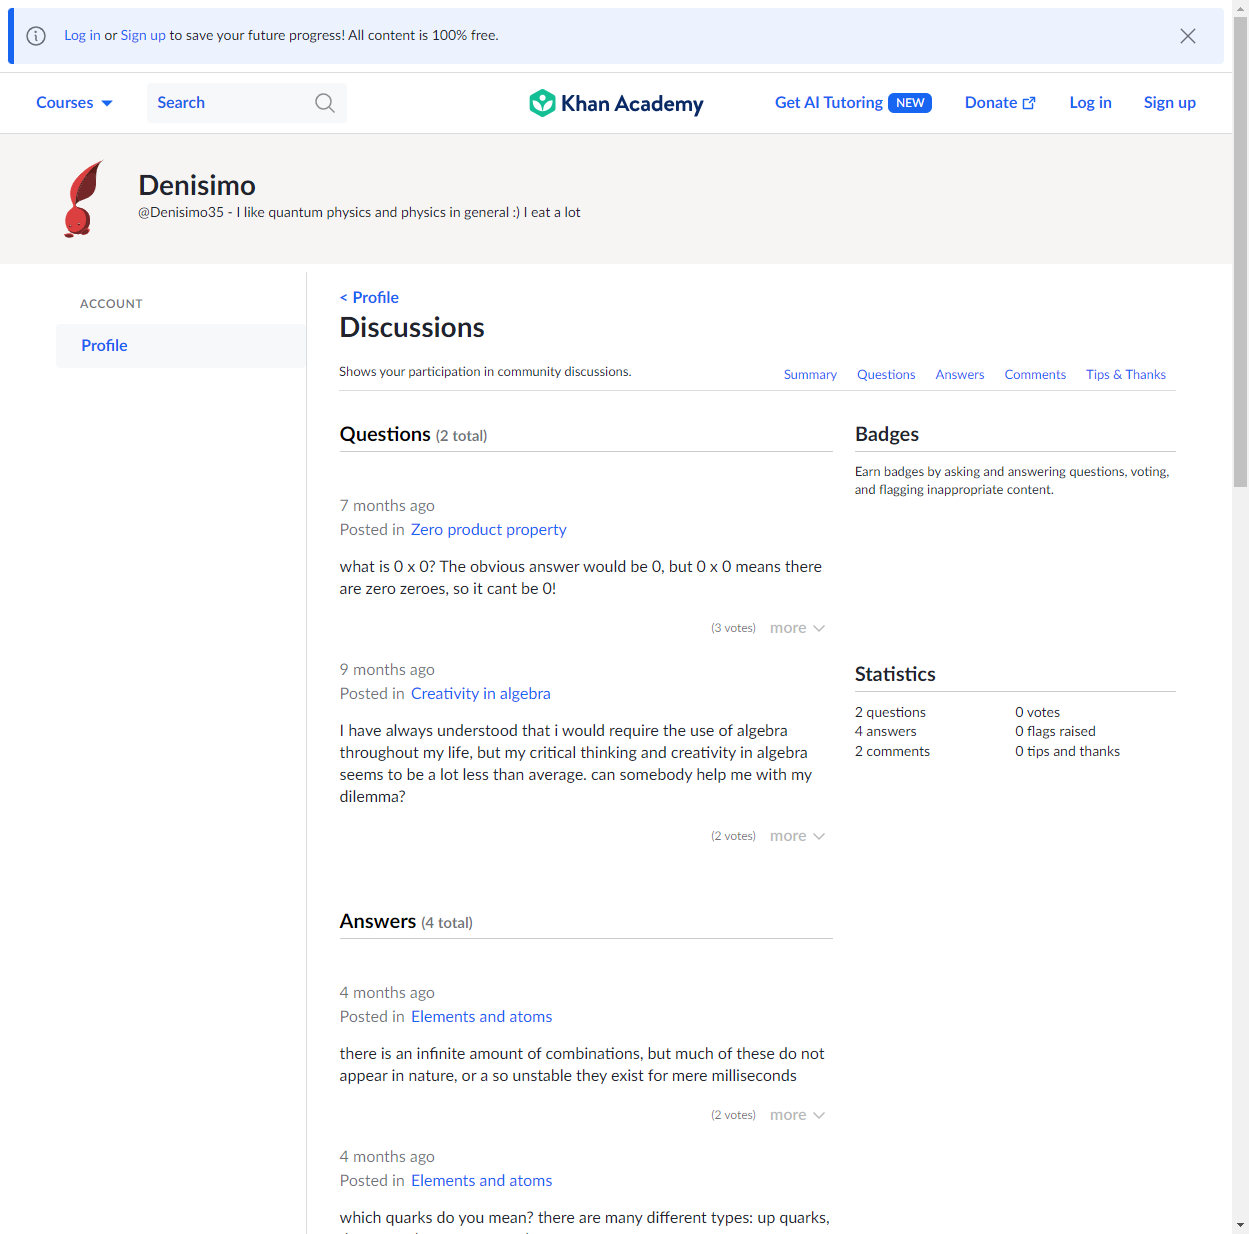 Log in or Sign up to save your future progress! All content is 100% free.
Courses
Search
Khan Academy
Get AI Tutoring NEW
Donate
Log in
Sign up
Denisimo
@Denisimo35 - I like quantum physics and physics in general :) I eat a lot
ACCOUNT
Profile
< Profile
Discussions
Shows your participation in community discussions.
Summary
Questions
Answers
Comments
Tips & Thanks
Questions (2 total)
7 months ago
Posted in Zero product property
what is 0 x 0? The obvious answer would be 0, but 0 x 0 means there
are zero zeroes, so it cant be 0!
(3 votes) more
9 months ago
Posted in Creativity in algebra
I have always understood that i would require the use of algebra
throughout my life, but my critical thinking and creativity in algebra
seems to be a lot less than average. can somebody help me with my
dilemma?
(2 votes) more
Answers (4 total)
4 months ago
Posted in Elements and atoms
there is an infinite amount of combinations, but much of these do not
appear in nature, or a so unstable they exist for mere milliseconds
(2 votes) more
4 months ago
Posted in Elements and atoms
which quarks do you mean? there are many different types: up quarks,
Badges
Earn badges by asking and answering questions, voting,
and flagging inappropriate content.
Statistics
2 questions
4 answers
2 comments
0 votes
0 flags raised
0 tips and thanks